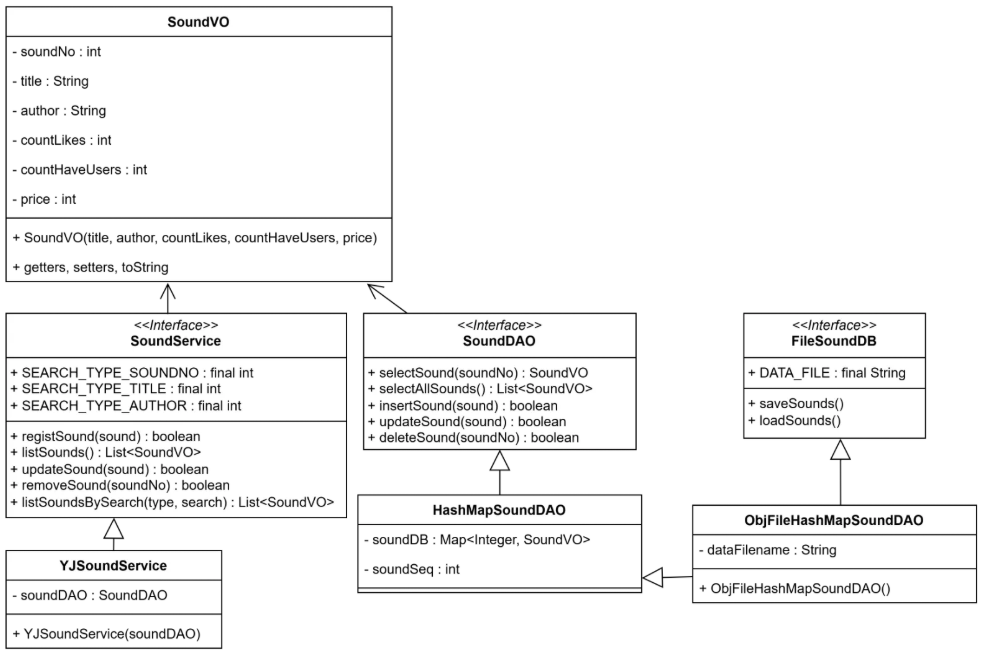 SoundVO
- soundNo : int
- title : String
- author : String
- countLikes : int
- countHaveUsers : int
- price : int
+ SoundVO(title, author, countLikes, countHaveUsers, price)
+ getters, setters, toString
<<Interface>>
SoundService
+ SEARCH_TYPE_SOUNDNO : final int
+ SEARCH_TYPE_TITLE : final int
+ SEARCH_TYPE_AUTHOR : final int
+ registSound(sound) : boolean
+ listSounds() : List<SoundVO>
+ updateSound(sound) : boolean
+ removeSound(soundNo) : boolean
+ listSoundsBySearch(type, search) : List<SoundVO>
<<Interface>>
SoundDAO
+ selectSound(soundNo) : SoundVO
+ selectAllSounds() : List<SoundVO>
+ insertSound(sound) : boolean
+ updateSound(sound) : boolean
+ deleteSound(soundNo) : boolean
<<Interface>>
FileSoundDB
+ DATA_FILE : final String
+ saveSounds()
+ loadSounds()
YJSoundService
- soundDAO : SoundDAO
+ YJSoundService(soundDAO)
HashMapSoundDAO
- soundDB : Map<Integer, SoundVO>
- soundSeq : int
ObjFileHashMapSoundDAO
- dataFilename : String
+ ObjFileHashMapSoundDAO()